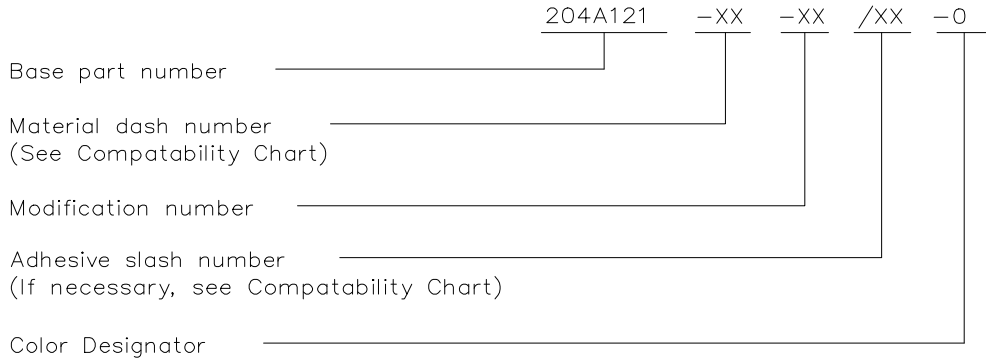 204A121 -XX -XX /XX -0
Base part number
Material dash number
(See Compatability Chart)
Modification number
Adhesive slash number
(If necessary, see Compatability Chart)
Color Designator